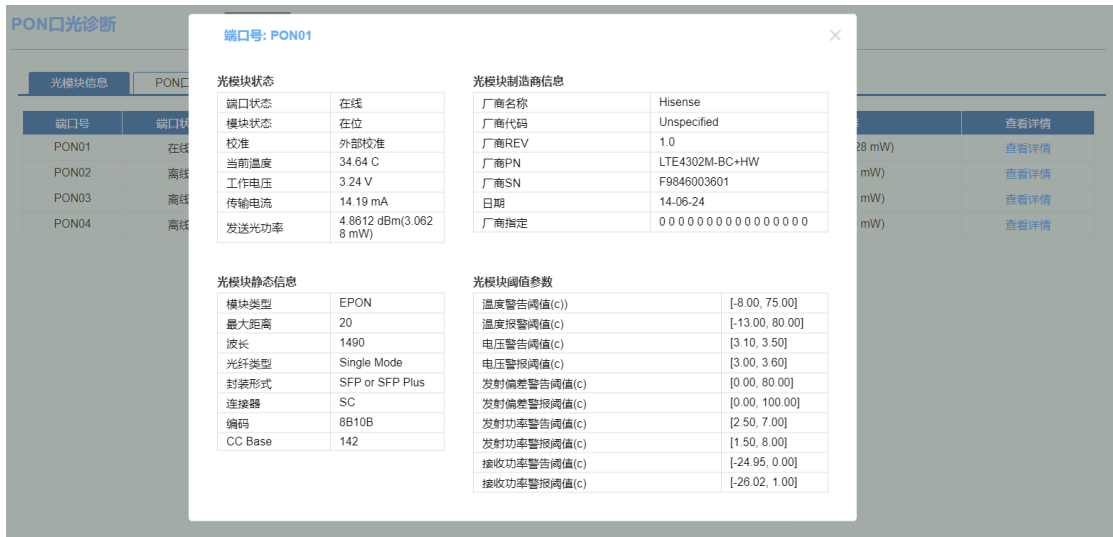 PON口光诊断
端口号: PON01
光模块信息
PON口
端口号
端口状
查看详情
PON01
在线
28 mW)
查看详情
PON02
离线
mW)
查看详情
PON03
离线
mW)
查看详情
PON04
离线
mW)
查看详情
光模块状态
端口状态 在线
模块状态 在位
校准 外部校准
当前温度 34.64 C
工作电压 3.24 V
传输电流 14.19 mA
发送光功率 4.8612 dBm(3.062
8 mW)
光模块制造商信息
厂商名称 Hisense
厂商代码 Unspecified
厂商REV 1.0
厂商PN LTE4302M-BC+HW
厂商SN F9846003601
日期 14-06-24
厂商指定 0 0 0 0 0 0 0 0 0 0 0 0 0 0 0 0
光模块静态信息
模块类型 EPON
最大距离 20
波长 1490
光纤类型 Single Mode
封装形式 SFP or SFP Plus
连接器 SC
编码 8B10B
CC Base 142
光模块阈值参数
温度警告阈值(c)) [-8.00, 75.00]
温度报警阈值(c) [-13.00, 80.00]
电压警告阈值(c) [3.10, 3.50]
电压警报阈值(c) [3.00, 3.60]
发射偏差警告阈值(c) [0.00, 80.00]
发射偏差警报阈值(c) [0.00, 100.00]
发射功率警告阈值(c) [2.50, 7.00]
发射功率警报阈值(c) [1.50, 8.00]
接收功率警告阈值(c) [-24.95, 0.00]
接收功率警报阈值(c) [-26.02, 1.00]